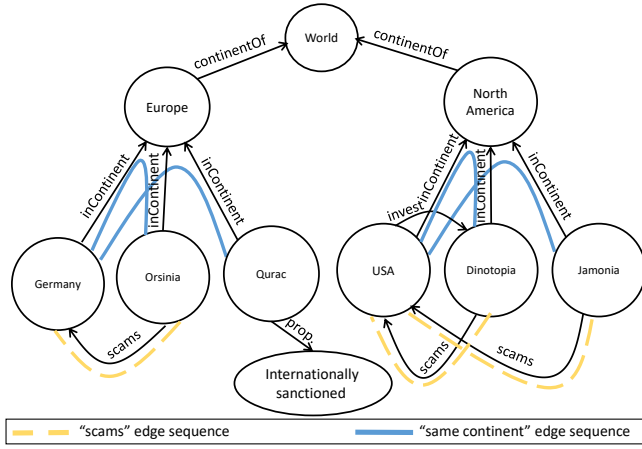 World
continentOf
continentOf
Europe
North
America
inContinent
inContinent
inContinent
inContinent
inContinent
inContinent
invest
Germany
Orsinia
Qurac
USA
Dinotopia
Jamonia
scams
prop.
scams
scams
Internationally
sanctioned
"scams" edge sequence
"same continent" edge sequence